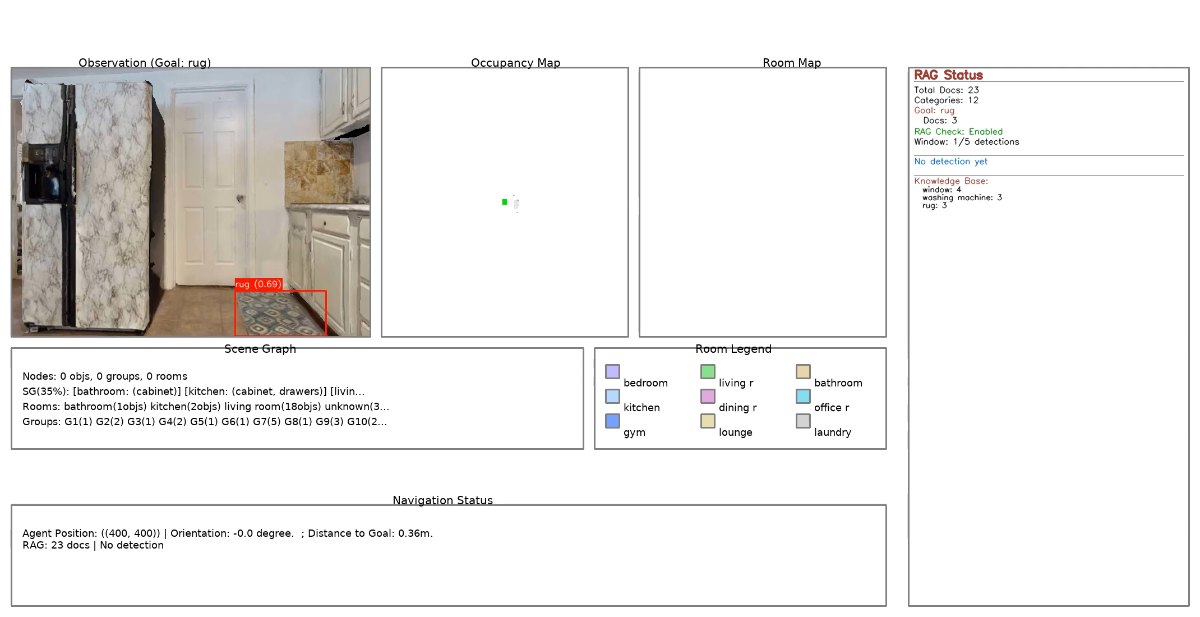 Observation (Goal: rug)
Occupancy Map
Room Map
rug (0.69)
RAG Status
Total Docs: 23
Categories: 12
Goal: rug
Docs: 3
RAG Check: Enabled
Window: 1/5 detections
No detection yet
Knowledge Base:
window: 4
washing machine: 3
rug: 3
Scene Graph
Nodes: 0 objs, 0 groups, 0 rooms
SG(35%): [bathroom: (cabinet)] [kitchen: (cabinet, drawers)] [livin...
Rooms: bathroom(1objs) kitchen(2objs) living room(18objs) unknown(3...
Groups: G1(1) G2(2) G3(1) G4(2) G5(1) G6(1) G7(5) G8(1) G9(3) G10(2...
Room Legend
bedroom
living r
bathroom
kitchen
dining r
office r
gym
lounge
laundry
Navigation Status
Agent Position: ((400, 400)) | Orientation: -0.0 degree.  ; Distance to Goal: 0.36m.
RAG: 23 docs | No detection